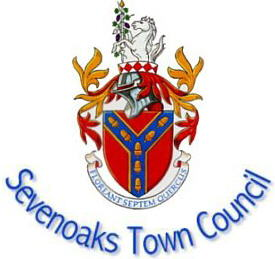 FLOREANT SEPTEM QUERCUS
Sevenoaks Town Council